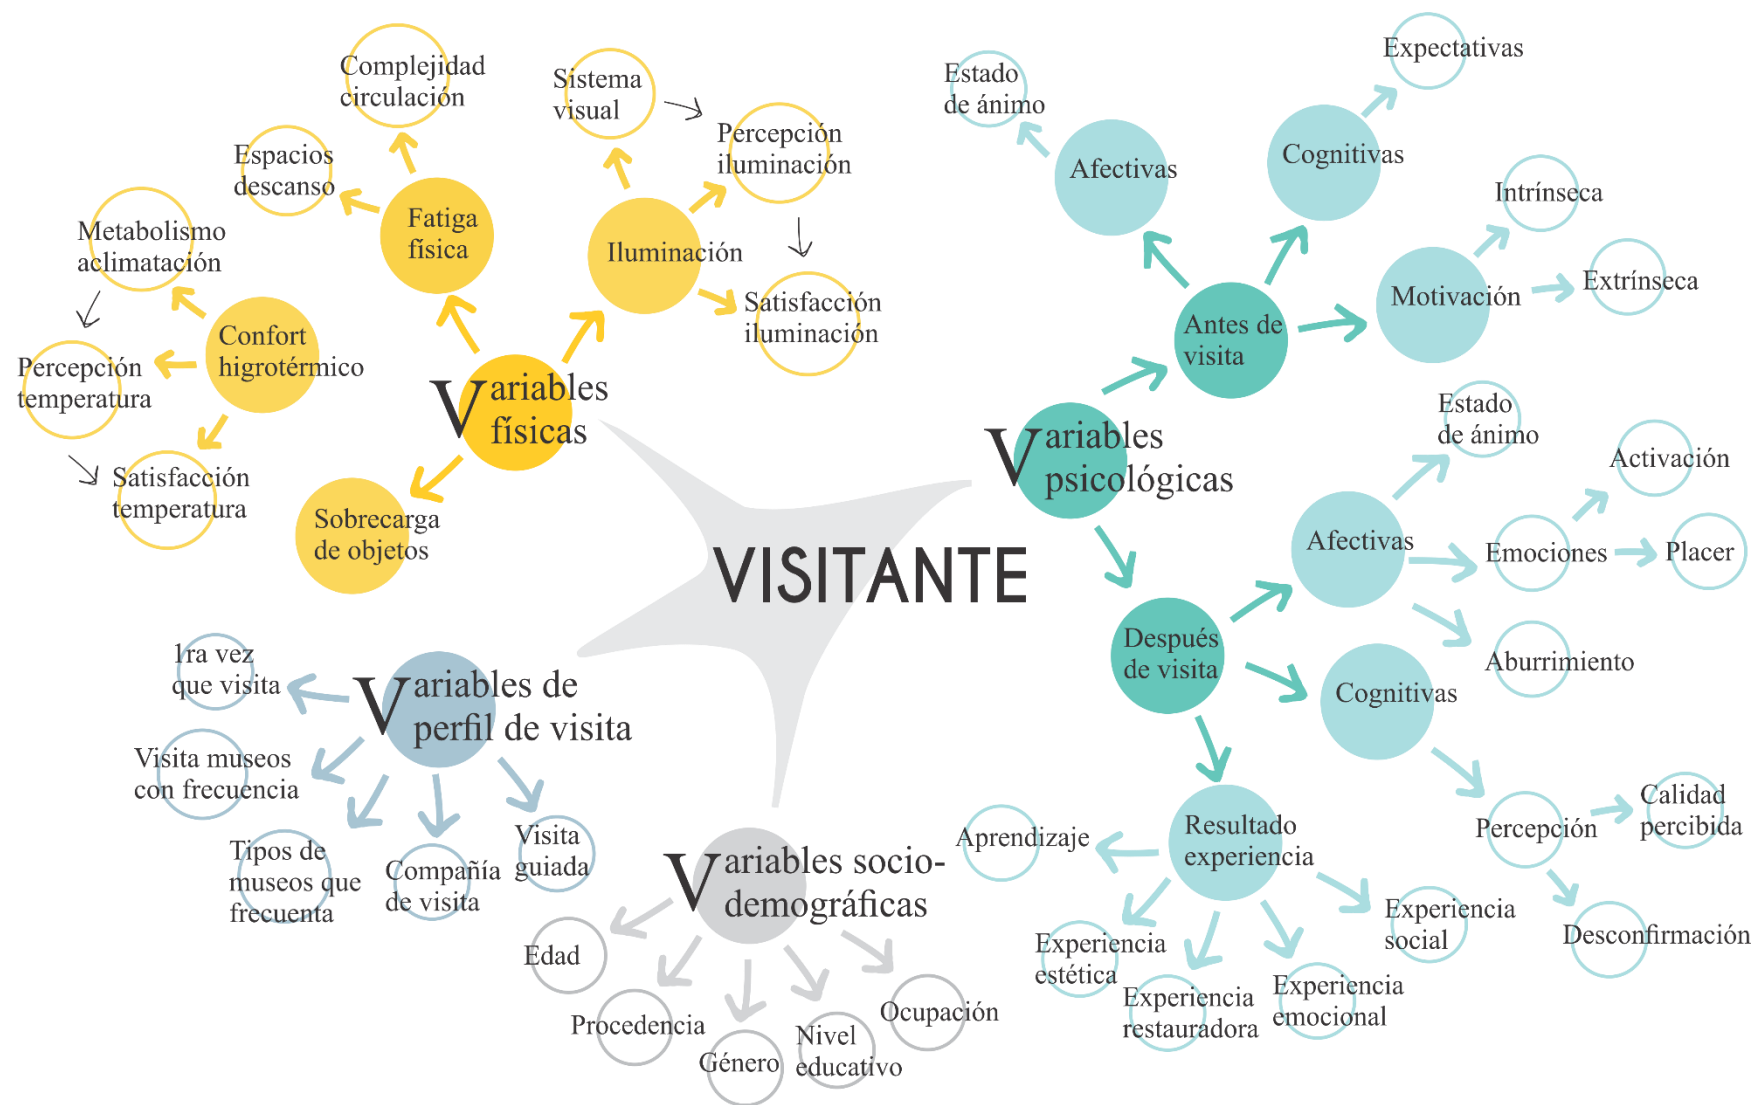 Complejidad
circulación
Sistema
visual
Espacios
descanso
Percepción
iluminación
Metabolismo
aclimatación
Fatiga
física
Iluminación
Satisfacción
iluminación
Confort
higrotérmico
Percepción
temperatura
Satisfacción
temperatura
Variables
físicas
Sobrecarga
de objetos
Expectativas
Estado
de ánimo
Afectivas
Cognitivas
Intrínseca
Extrínseca
Motivación
Antes de
visita
Variables
psicológicas
Estado
de ánimo
Activación
Afectivas
Emociones
Placer
Aburrimiento
VISITANTE
Después
de visita
Cognitivas
Percepción
Calidad
percibida
Desconfirmación
Resultado
experiencia
Aprendizaje
Experiencia
estética
Experiencia
restauradora
Experiencia
emocional
Experiencia
social
Variables de
perfil de visita
1ra vez
que visita
Visita museos
con frecuencia
Tipos de
museos que
frecuenta
Compañía
de visita
Visita
guiada
Variables socio-
demográficas
Edad
Procedencia
Género
Nivel
educativo
Ocupación